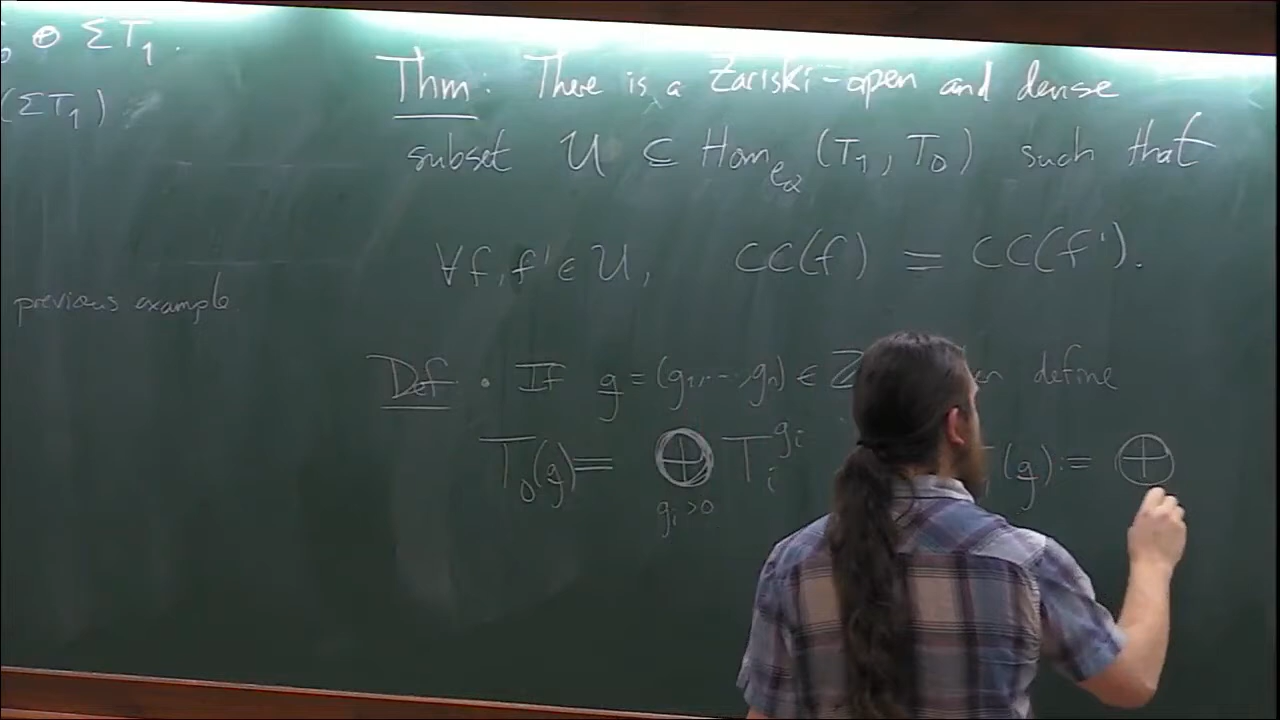 ⊕ ΣT₁.
(ΣT₁)
previous example
Thm: There is a Zariski-open and dense
subset U ⊆ Hom_{e_Q}(T₁, T₀) such that
∀f, f' ∈ U, CC(f) = CC(f').
Def. • If g = (g₁,...,gₙ) ∈ Z define
T₀(g) = ⊕_{gᵢ>0} Tᵢ^{gᵢ} (g) := ⊕